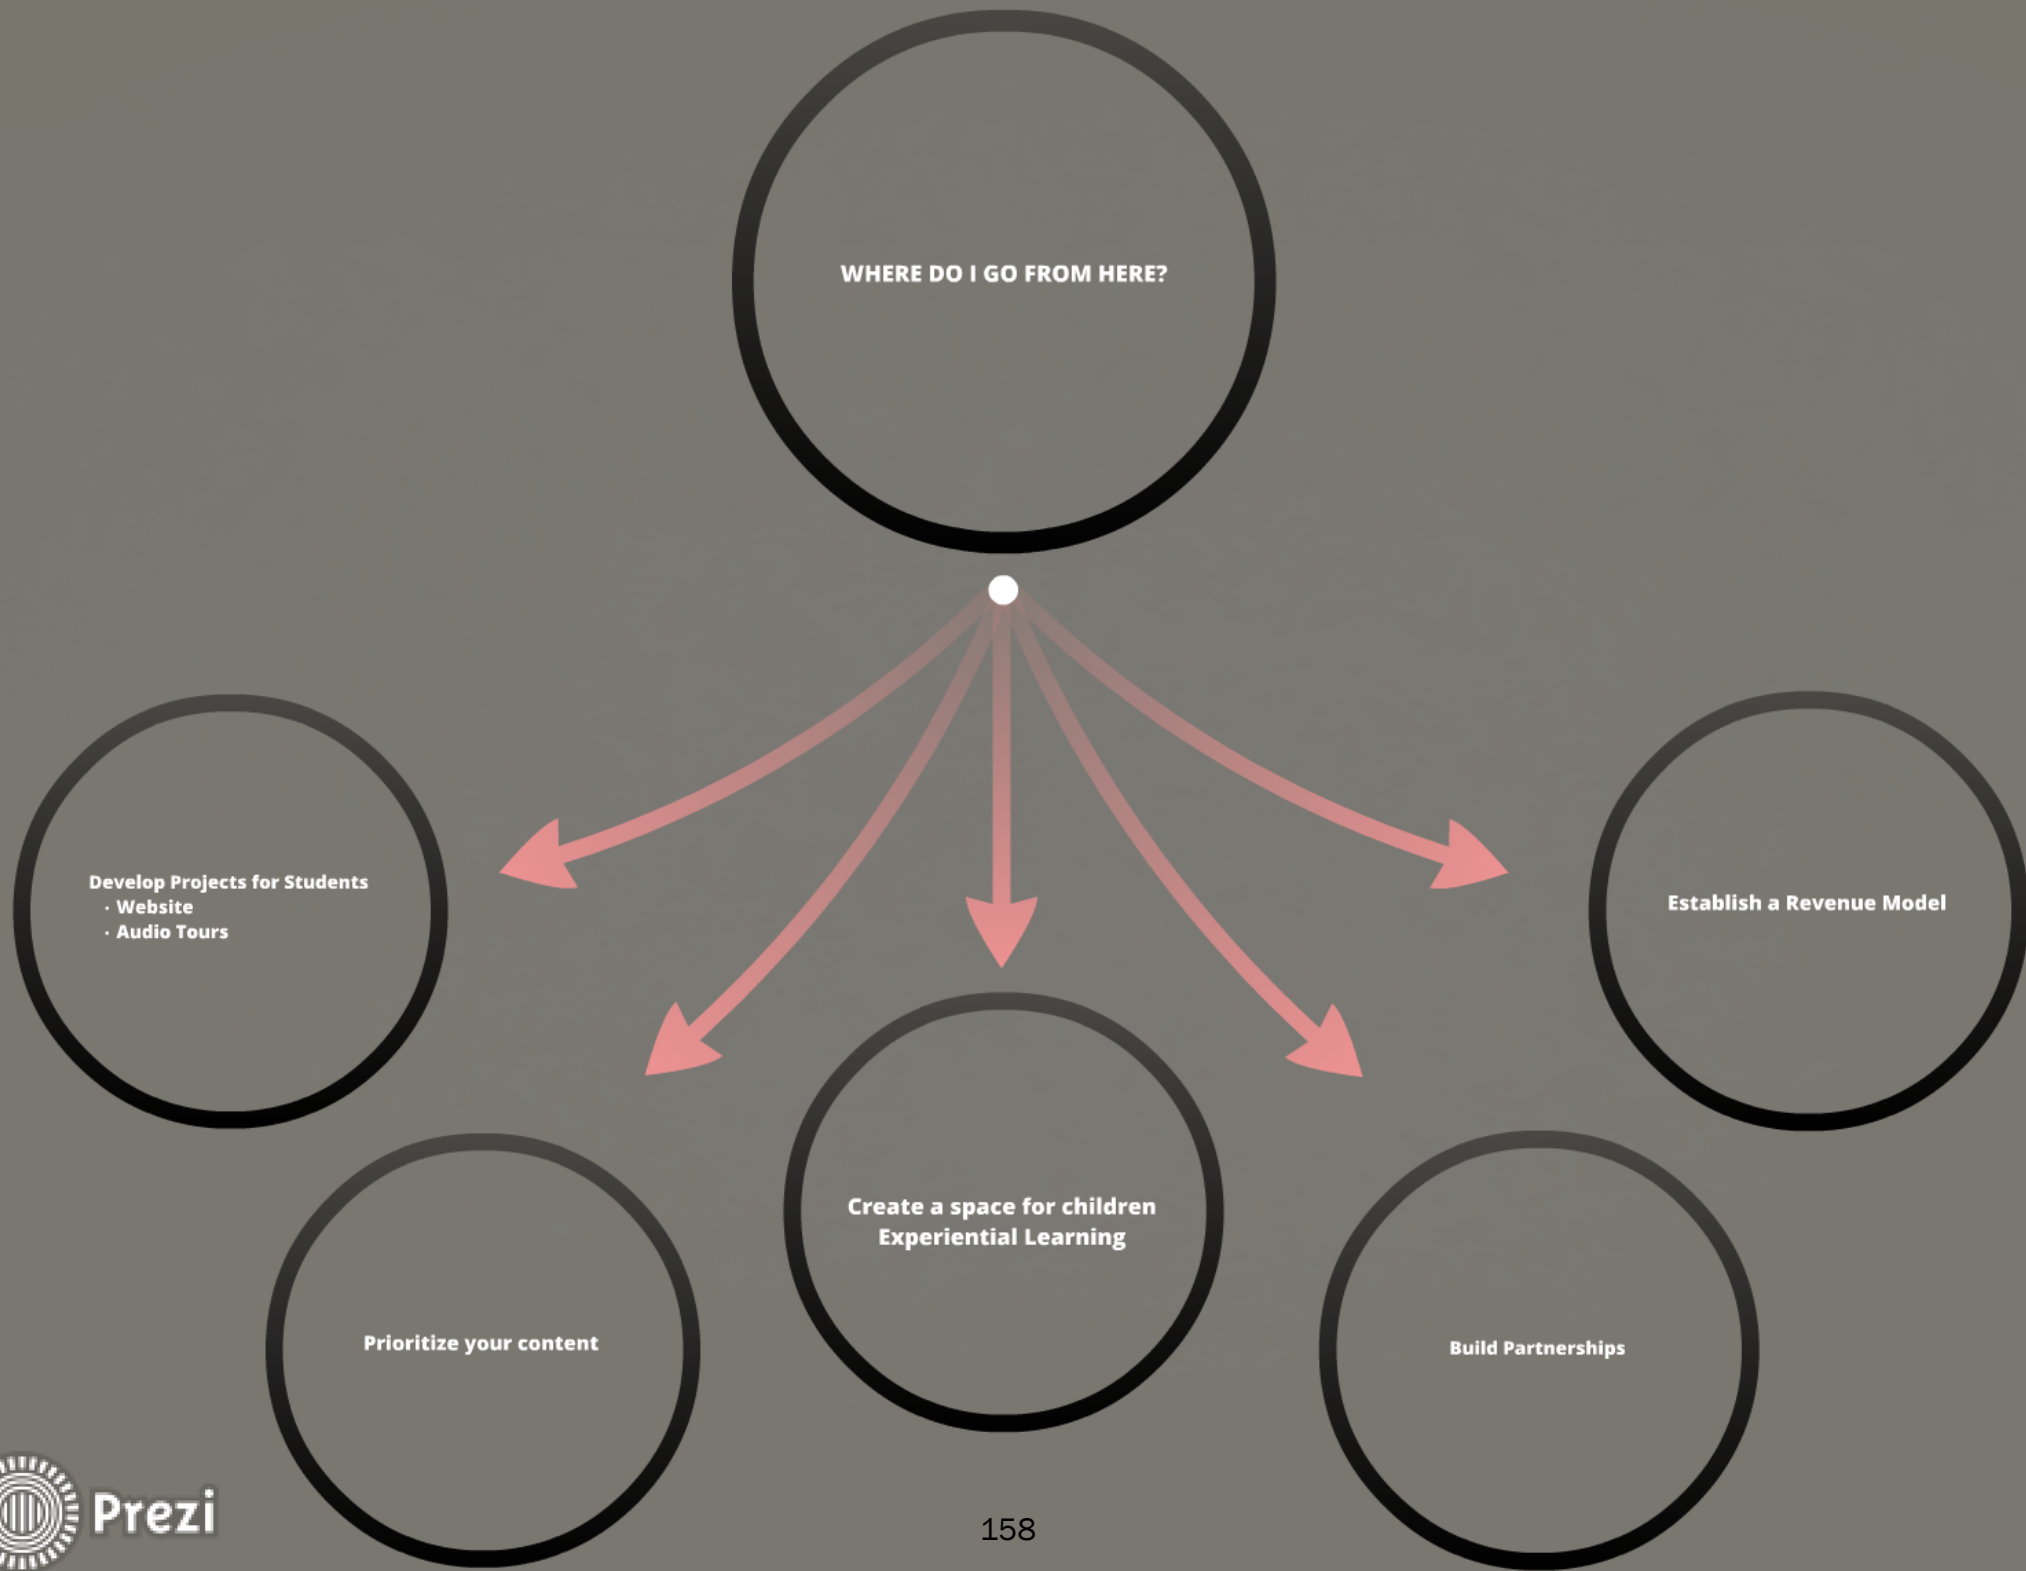 WHERE DO I GO FROM HERE?
Develop Projects for Students
· Website
· Audio Tours
Establish a Revenue Model
Create a space for children
Experiential Learning
Prioritize your content
Build Partnerships
Prezi
158